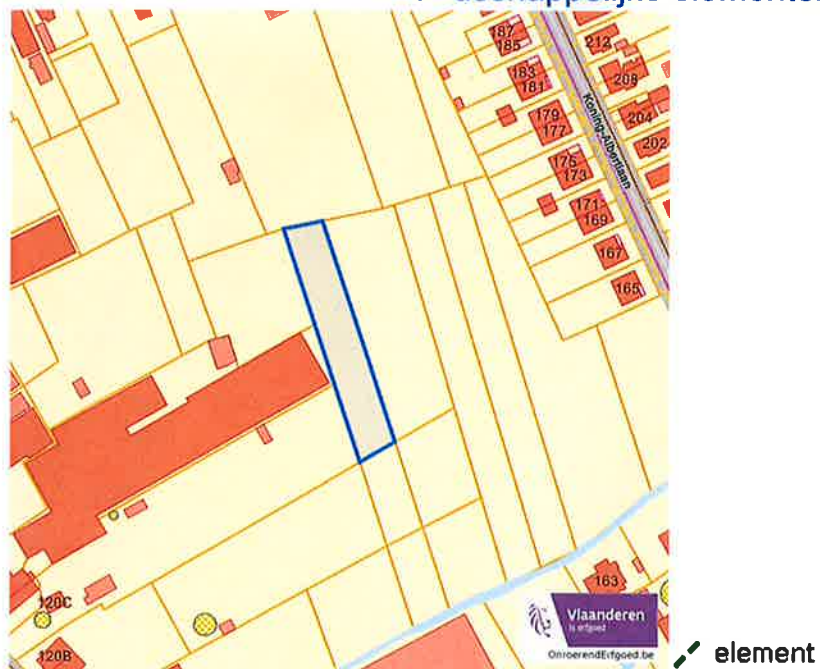 187
185
212
183
181
208
179
177
204
202
Koning-Albertlaan
175
173
171
169
167
165
163
120C
120B
Vlaanderen
is erfgoed
OnroerendErfgoed.be
element